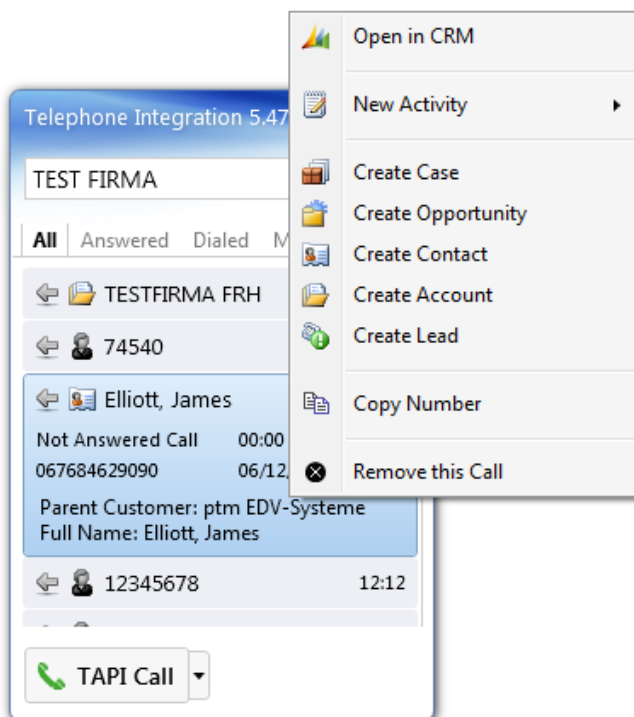 Open in CRM
New Activity
Create Case
Create Opportunity
Create Contact
Create Account
Create Lead
Copy Number
Remove this Call
Telephone Integration 5.47
TEST FIRMA
All Answered Dialed M
TESTFIRMA FRH
74540
Elliott, James
Not Answered Call 00:00
067684629090 06/12,
Parent Customer: ptm EDV-Systeme
Full Name: Elliott, James
12345678 12:12
TAPI Call